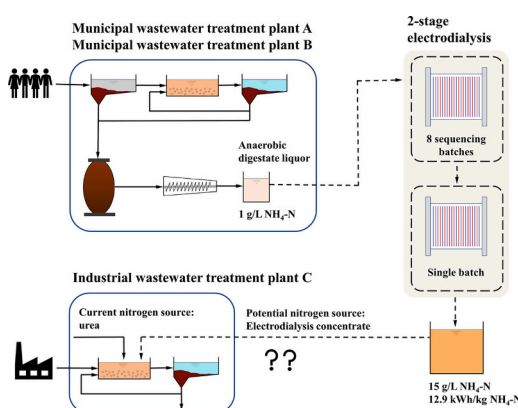 Municipal wastewater treatment plant A
Municipal wastewater treatment plant B
2-stage
electrodialysis
8 sequencing
batches
Anaerobic
digestate liquor
1 g/L NH₄-N
Single batch
Industrial wastewater treatment plant C
Current nitrogen source:
urea
Potential nitrogen source:
Electrodialysis concentrate
??
15 g/L NH₄-N
12.9 kWh/kg NH₄-N